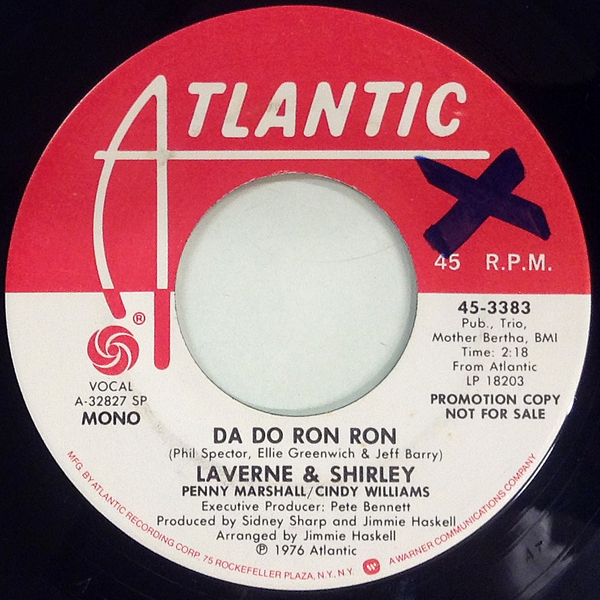 ATLANTIC
45 R.P.M.
®
VOCAL
A-32827 SP
MONO
45-3383
Pub., Trio,
Mother Bertha, BMI
Time: 2:18
From Atlantic
LP 18203
PROMOTION COPY
NOT FOR SALE
DA DO RON RON
(Phil Spector, Ellie Greenwich & Jeff Barry)
LAVERNE & SHIRLEY
PENNY MARSHALL/CINDY WILLIAMS
Executive Producer: Pete Bennett
Produced by Sidney Sharp and Jimmie Haskell
Arranged by Jimmie Haskell
℗ 1976 Atlantic
MFG. BY ATLANTIC RECORDING CORP. 75 ROCKEFELLER PLAZA, N.Y., N.Y. A WARNER COMMUNICATIONS COMPANY